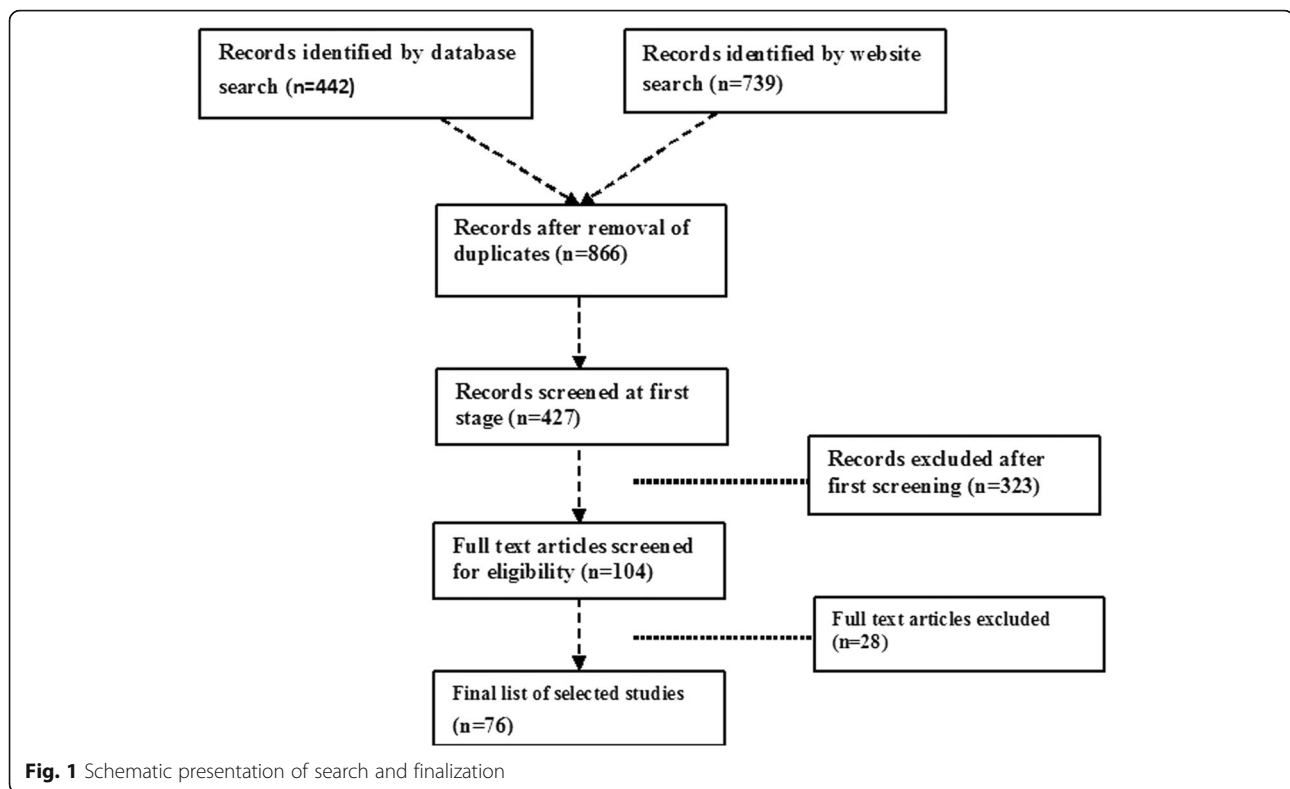 Records identified by database
search (n=442)
Records identified by website
search (n=739)
Records after removal of
duplicates (n=866)
Records screened at first
stage (n=427)
Records excluded after
first screening (n=323)
Full text articles screened
for eligibility (n=104)
Full text articles excluded
(n=28)
Final list of selected studies
(n=76)
Fig. 1 Schematic presentation of search and finalization